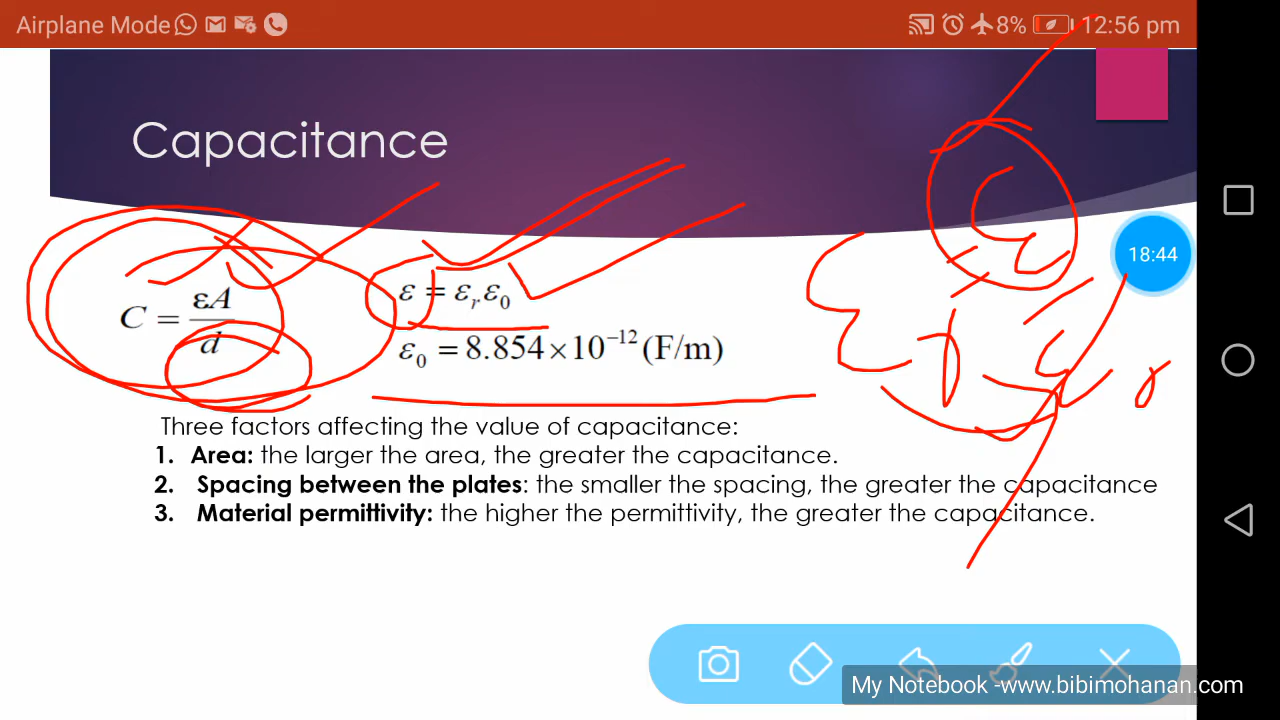 Airplane Mode 8% 12:56 pm
Capacitance
18:44
C = εA/d
ε = εᵣε₀
ε₀ = 8.854×10⁻¹² (F/m)
Three factors affecting the value of capacitance:
1. Area: the larger the area, the greater the capacitance.
2. Spacing between the plates: the smaller the spacing, the greater the capacitance
3. Material permittivity: the higher the permittivity, the greater the capacitance.
My Notebook -www.bibimohanan.com